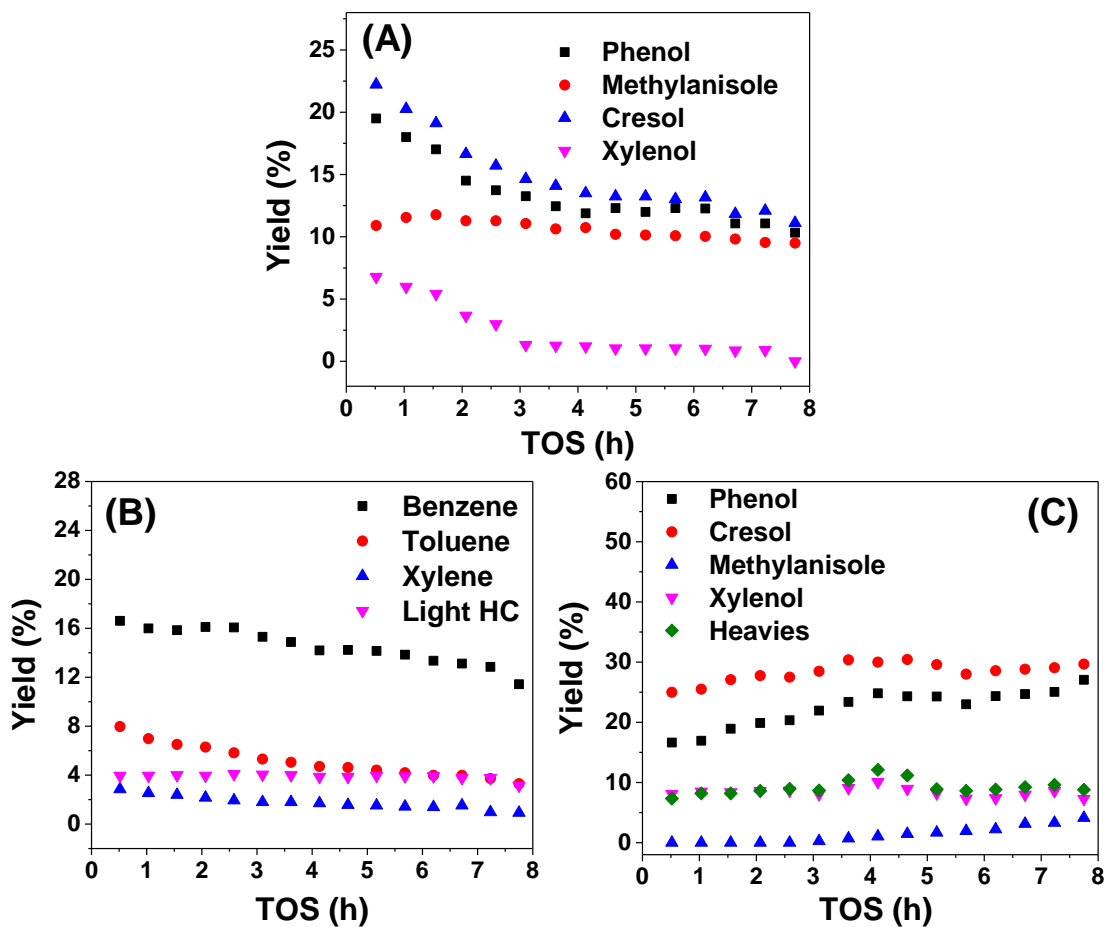 (A)
Phenol
Methylanisole
Cresol
Xylenol
25
20
15
10
5
0
Yield (%)
0 1 2 3 4 5 6 7 8
TOS (h)
(B)
Benzene
Toluene
Xylene
Light HC
28
24
20
16
12
8
4
0
Yield (%)
0 1 2 3 4 5 6 7 8
TOS (h)
(C)
Phenol
Cresol
Methylanisole
Xylenol
Heavies
60
50
40
30
20
10
0
Yield (%)
0 1 2 3 4 5 6 7 8
TOS (h)